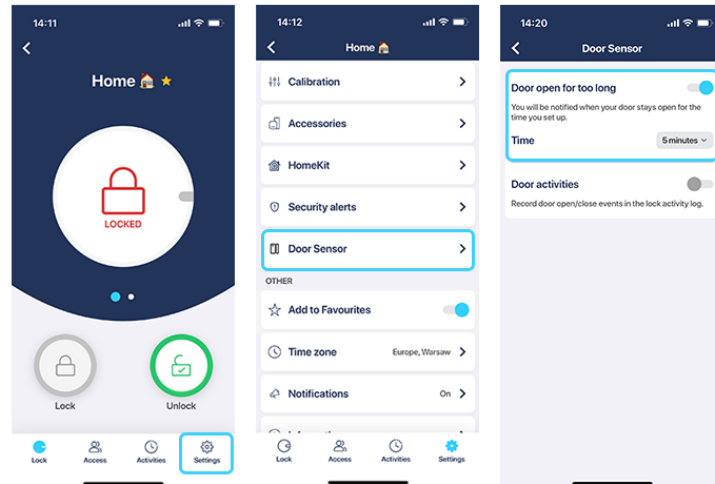 14:11
Home
LOCKED
Lock
Unlock
Lock
Access
Activities
Settings
14:12
Home
Calibration
Accessories
HomeKit
Security alerts
Door Sensor
OTHER
Add to Favourites
Time zone
Europe, Warsaw
Notifications
On
Lock
Access
Activities
Settings
14:20
Door Sensor
Door open for too long
You will be notified when your door stays open for the
time you set up.
Time
5 minutes
Door activities
Record door open/close events in the lock activity log.